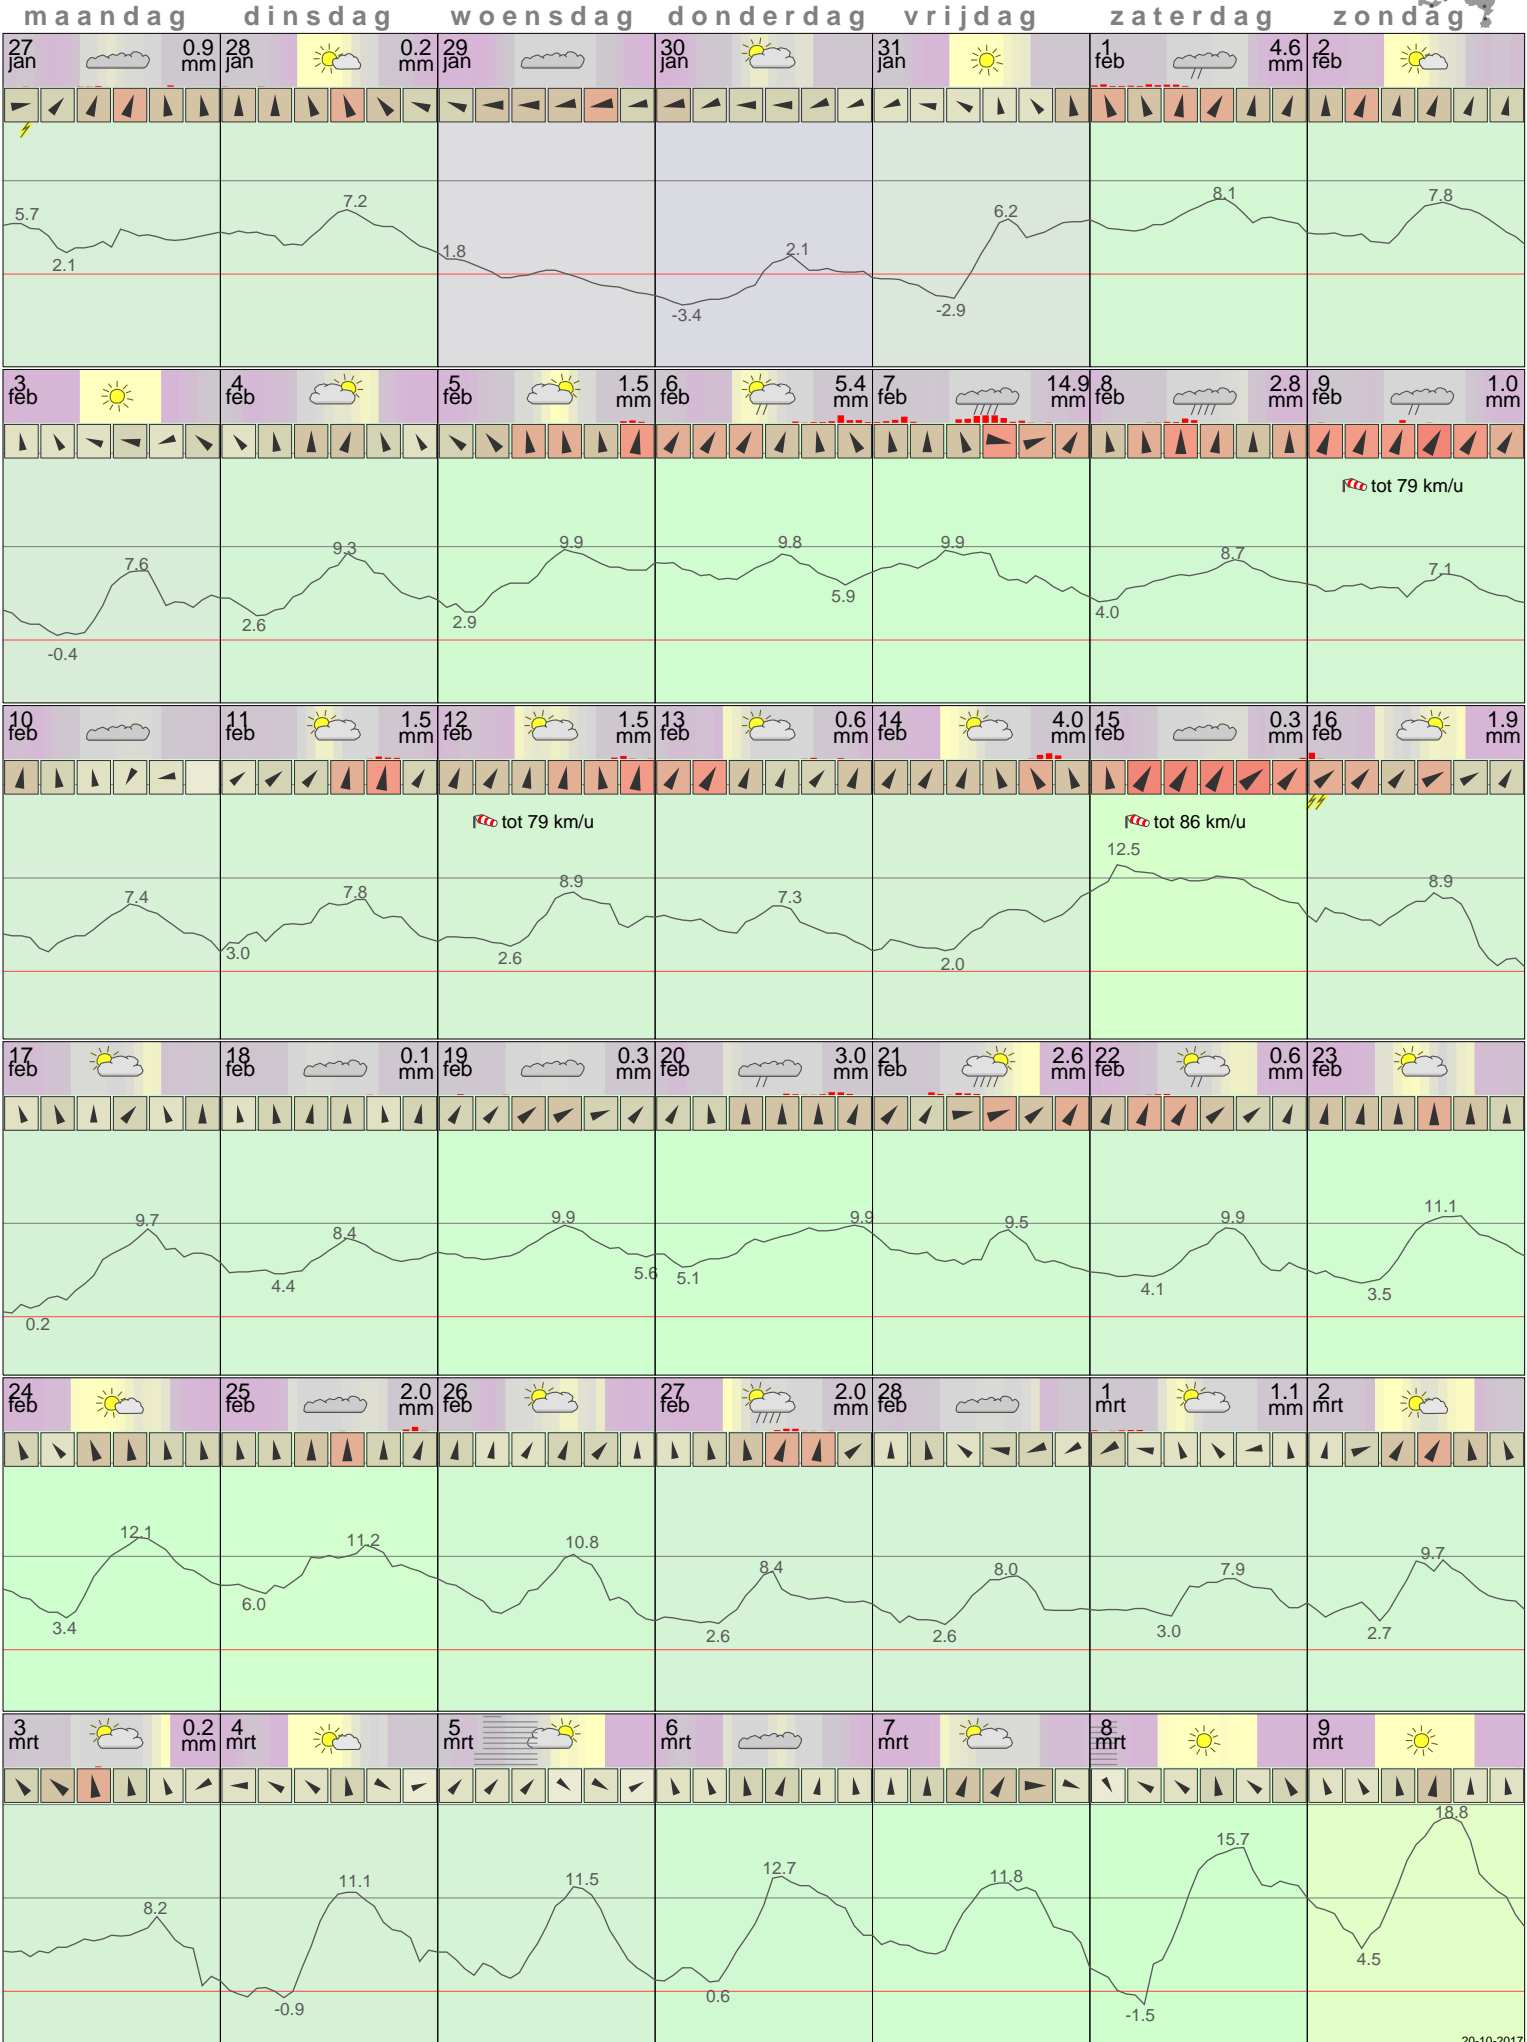 maandag dinsdag woensdag donderdag vrijdag zaterdag zondag
27 jan 0.9 mm 28 jan 0.2 mm 29 jan 30 jan 31 jan 1 feb 4.6 mm 2 feb
5.7 2.1 7.2 1.8 -3.4 2.1 -2.9 6.2 8.1 7.8
3 feb 4 feb 5 feb 1.5 mm 6 feb 5.4 mm 7 feb 14.9 mm 8 feb 2.8 mm 9 feb 1.0 mm
tot 79 km/u
-0.4 7.6 2.6 9.3 2.9 9.9 9.8 5.9 9.9 4.0 8.7 7.1
10 feb 11 feb 1.5 mm 12 feb 1.5 mm 13 feb 0.6 mm 14 feb 4.0 mm 15 feb 0.3 mm 16 feb 1.9 mm
tot 79 km/u tot 86 km/u
7.4 3.0 7.8 2.6 8.9 7.3 2.0 12.5 8.9
17 feb 18 feb 0.1 mm 19 feb 0.3 mm 20 feb 3.0 mm 21 feb 2.6 mm 22 feb 0.6 mm 23 feb
0.2 9.7 4.4 8.4 9.9 5.6 5.1 9.9 9.5 4.1 9.9 3.5 11.1
24 feb 25 feb 2.0 mm 26 feb 27 feb 2.0 mm 28 feb 1 mrt 1.1 mm 2 mrt
3.4 12.1 6.0 11.2 10.8 2.6 8.4 2.6 8.0 3.0 7.9 2.7 9.7
3 mrt 0.2 mm 4 mrt 5 mrt 6 mrt 7 mrt 8 mrt 9 mrt
8.2 -0.9 11.1 11.5 0.6 12.7 11.8 -1.5 15.7 4.5 18.8
20-10-2017